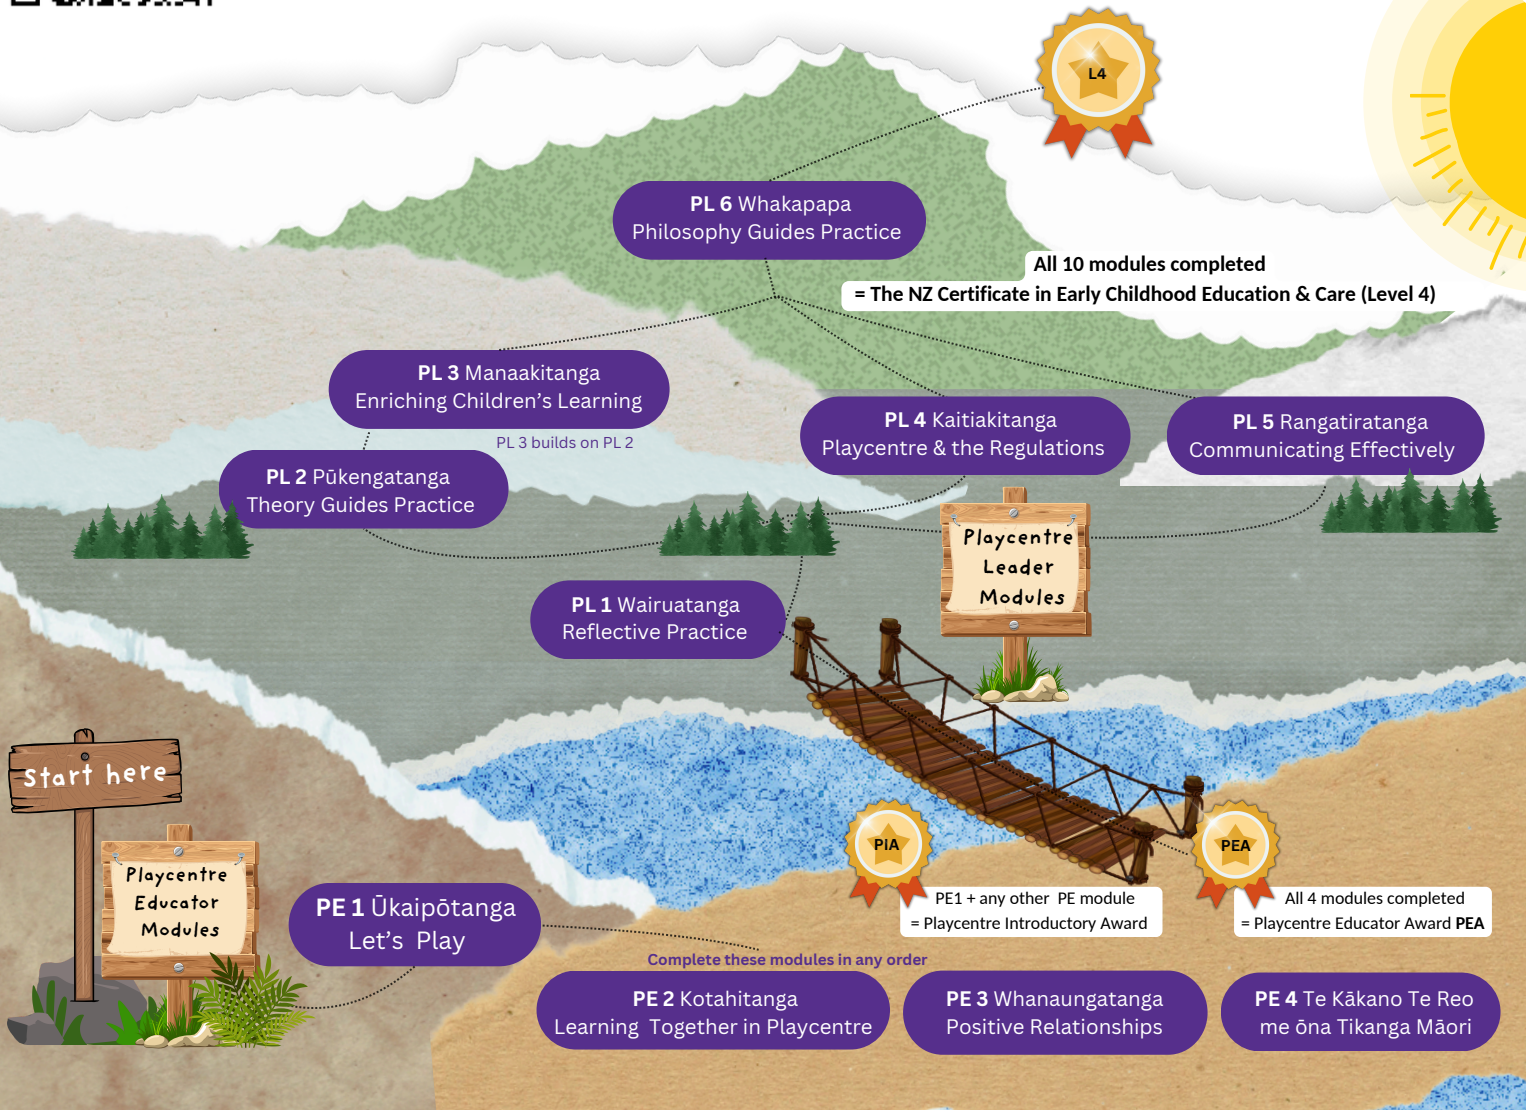 L4
PL 6 Whakapapa
Philosophy Guides Practice
All 10 modules completed
= The NZ Certificate in Early Childhood Education & Care (Level 4)
PL 3 Manaakitanga
Enriching Children's Learning
PL 3 builds on PL 2
PL 4 Kaitiakitanga
Playcentre & the Regulations
PL 5 Rangatiratanga
Communicating Effectively
PL 2 Pūkengatanga
Theory Guides Practice
Playcentre
Leader
Modules
PL 1 Wairuatanga
Reflective Practice
Start here
Playcentre
Educator
Modules
PE 1 Ūkaipōtanga
Let's  Play
PIA
PE1 + any other  PE module
= Playcentre Introductory Award
PEA
All 4 modules completed
= Playcentre Educator Award PEA
Complete these modules in any order
PE 2 Kotahitanga
Learning  Together in Playcentre
PE 3 Whanaungatanga
Positive Relationships
PE 4 Te Kākano Te Reo
me ōna Tikanga Māori